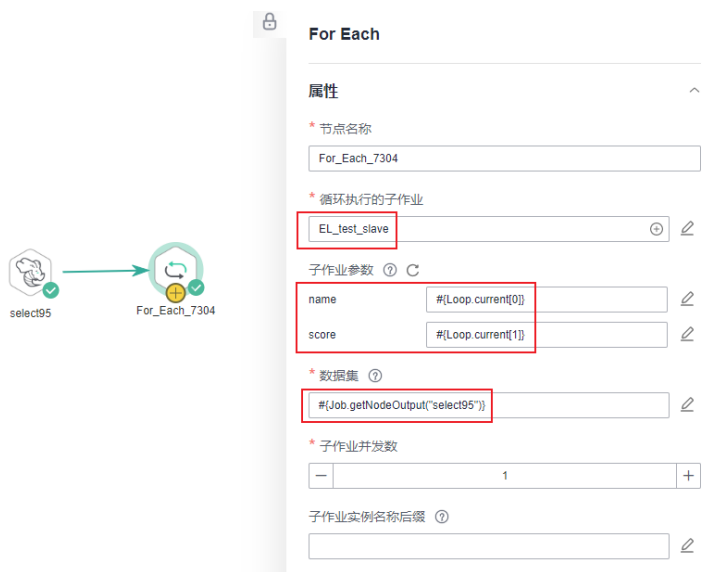 For Each
属性
* 节点名称
For_Each_7304
* 循环执行的子作业
EL_test_slave
子作业参数
name #{Loop.current[0]}
score #{Loop.current[1]}
* 数据集
#{Job.getNodeOutput("select95")}
* 子作业并发数
1
子作业实例名称后缀
select95
For_Each_7304